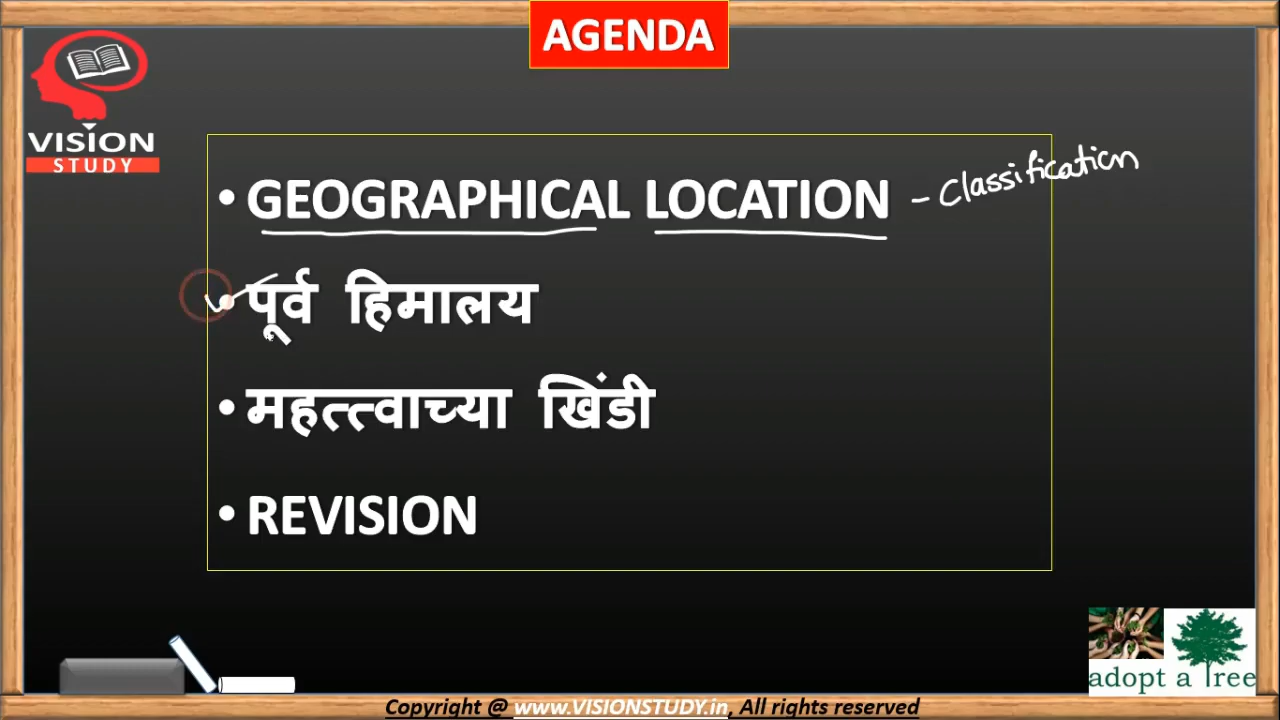 AGENDA
VISION
STUDY
• GEOGRAPHICAL LOCATION - Classification
• पूर्व हिमालय
• महत्त्वाच्या खिंडी
• REVISION
adopt a Tree
Copyright @ www.VISIONSTUDY.in, All rights reserved